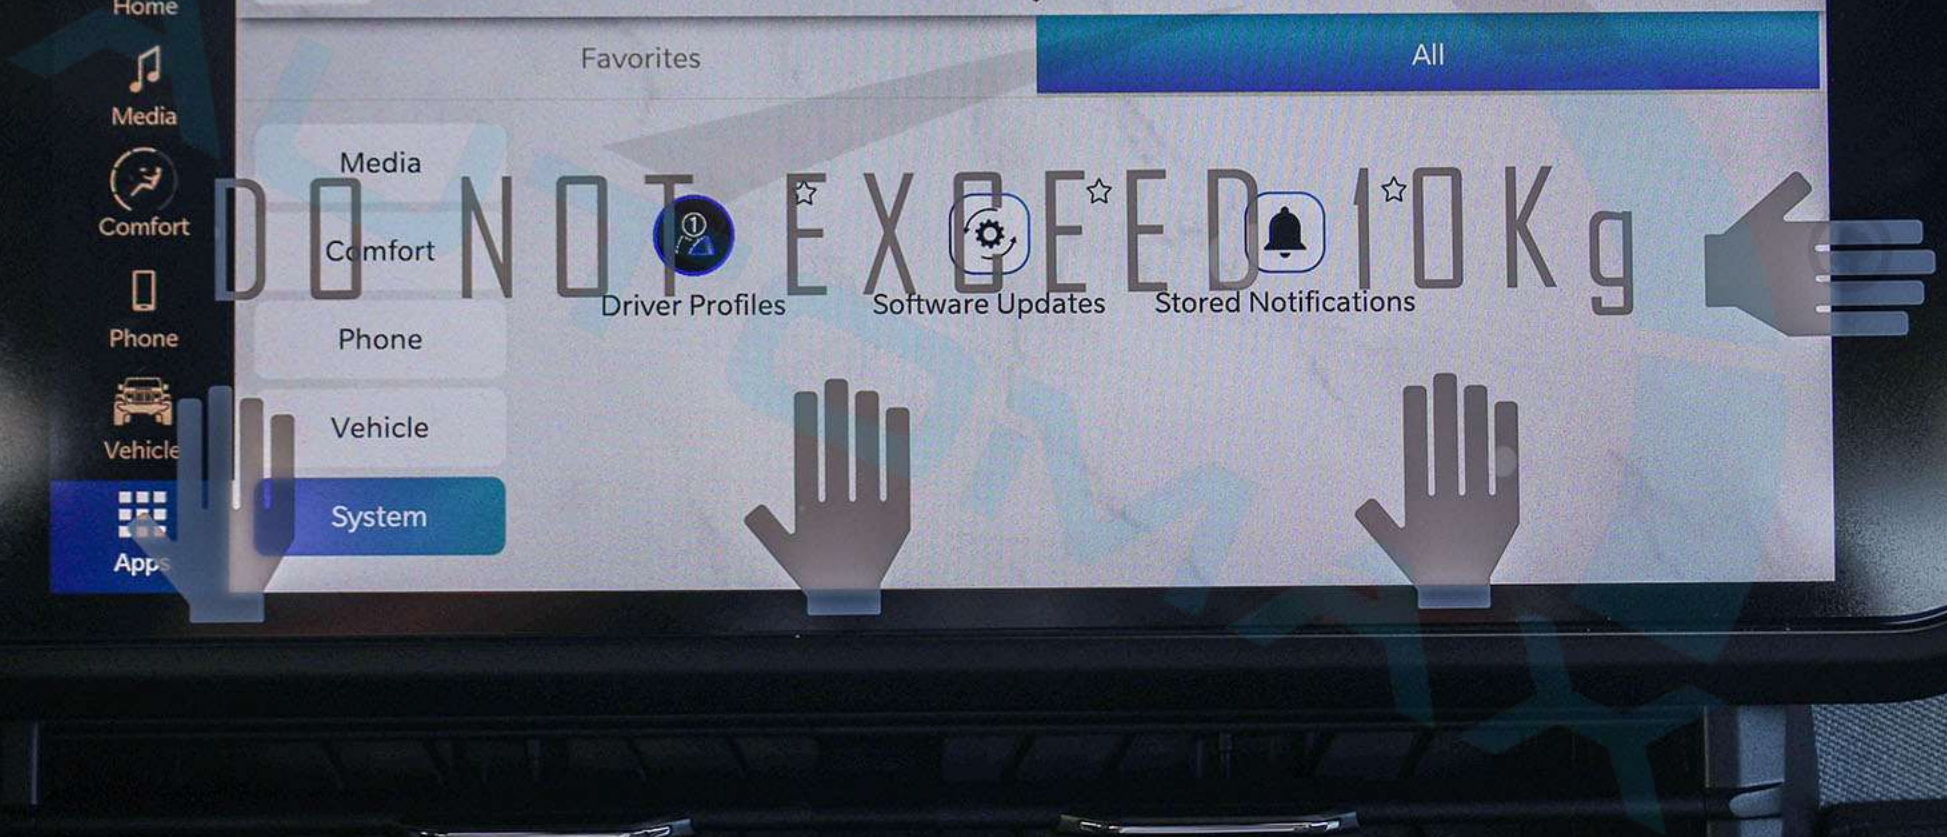 Home
Favorites
All
Media
Media
Comfort
Comfort
DO NOT EXCEED 10Kg
1
Driver Profiles
Software Updates
Stored Notifications
Phone
Phone
Vehicle
Vehicle
System
Apps